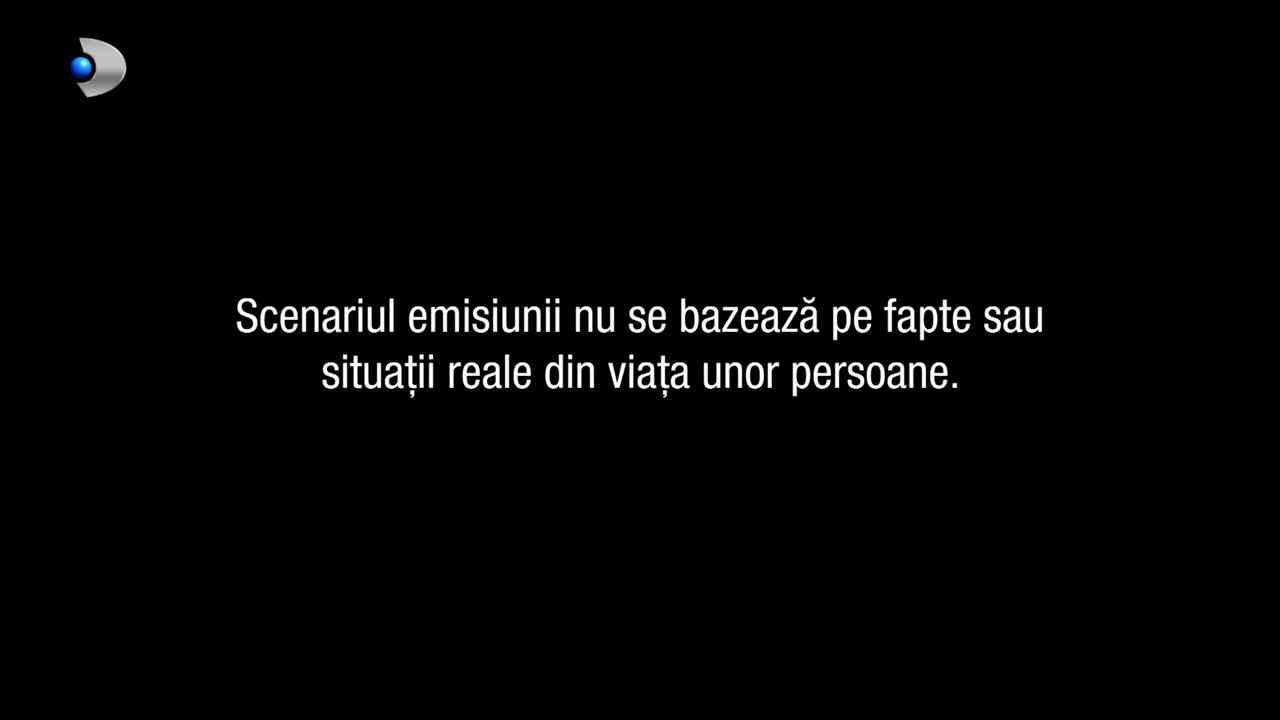 Scenariul emisiunii nu se bazează pe fapte sau
situații reale din viața unor persoane.